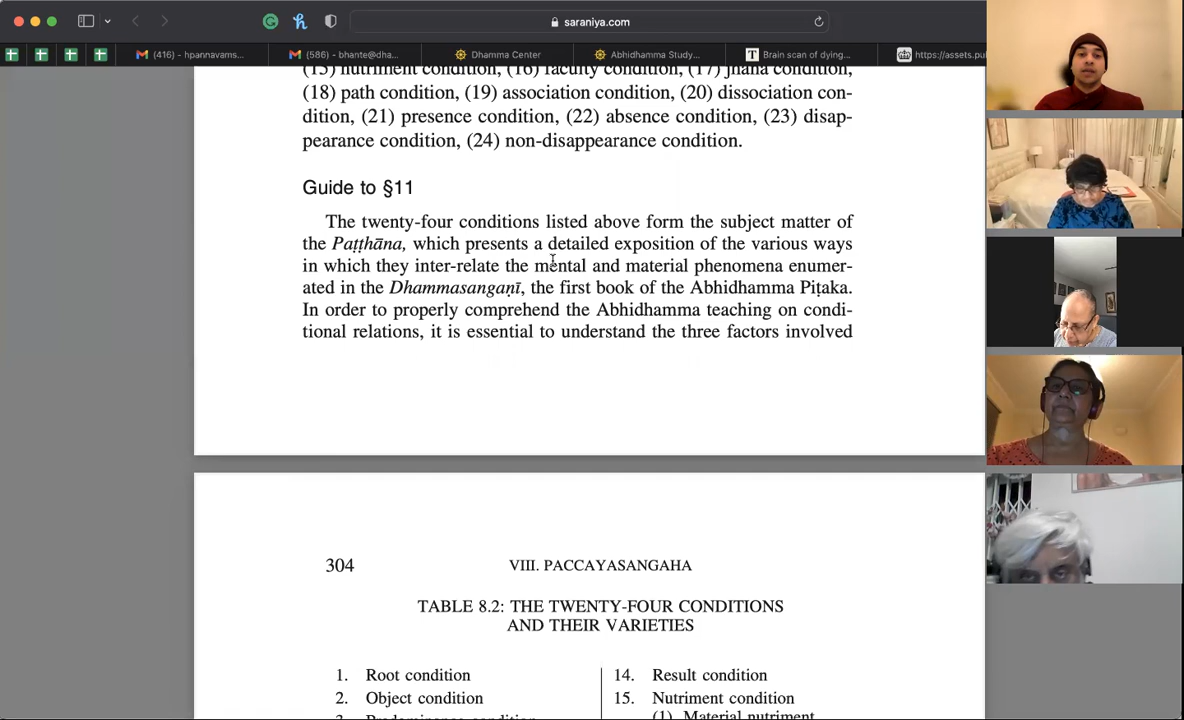 saraniya.com
M (416) - hpannavams...
M (586) - bhante@dha...
Dhamma Center
Abhidhamma Study...
T Brain scan of dying...
https://assets.pu
(15) nutriment condition, (16) faculty condition, (17) jhāna condition,
(18) path condition, (19) association condition, (20) dissociation con-
dition, (21) presence condition, (22) absence condition, (23) disap-
pearance condition, (24) non-disappearance condition.
Guide to §11
The twenty-four conditions listed above form the subject matter of
the Paṭṭhāna, which presents a detailed exposition of the various ways
in which they inter-relate the mental and material phenomena enumer-
ated in the Dhammasangaṇī, the first book of the Abhidhamma Piṭaka.
In order to properly comprehend the Abhidhamma teaching on condi-
tional relations, it is essential to understand the three factors involved
304
VIII. PACCAYASANGAHA
TABLE 8.2: THE TWENTY-FOUR CONDITIONS
AND THEIR VARIETIES
1. Root condition
2. Object condition
3. Predominance condition
14. Result condition
15. Nutriment condition
(1) Material nutriment